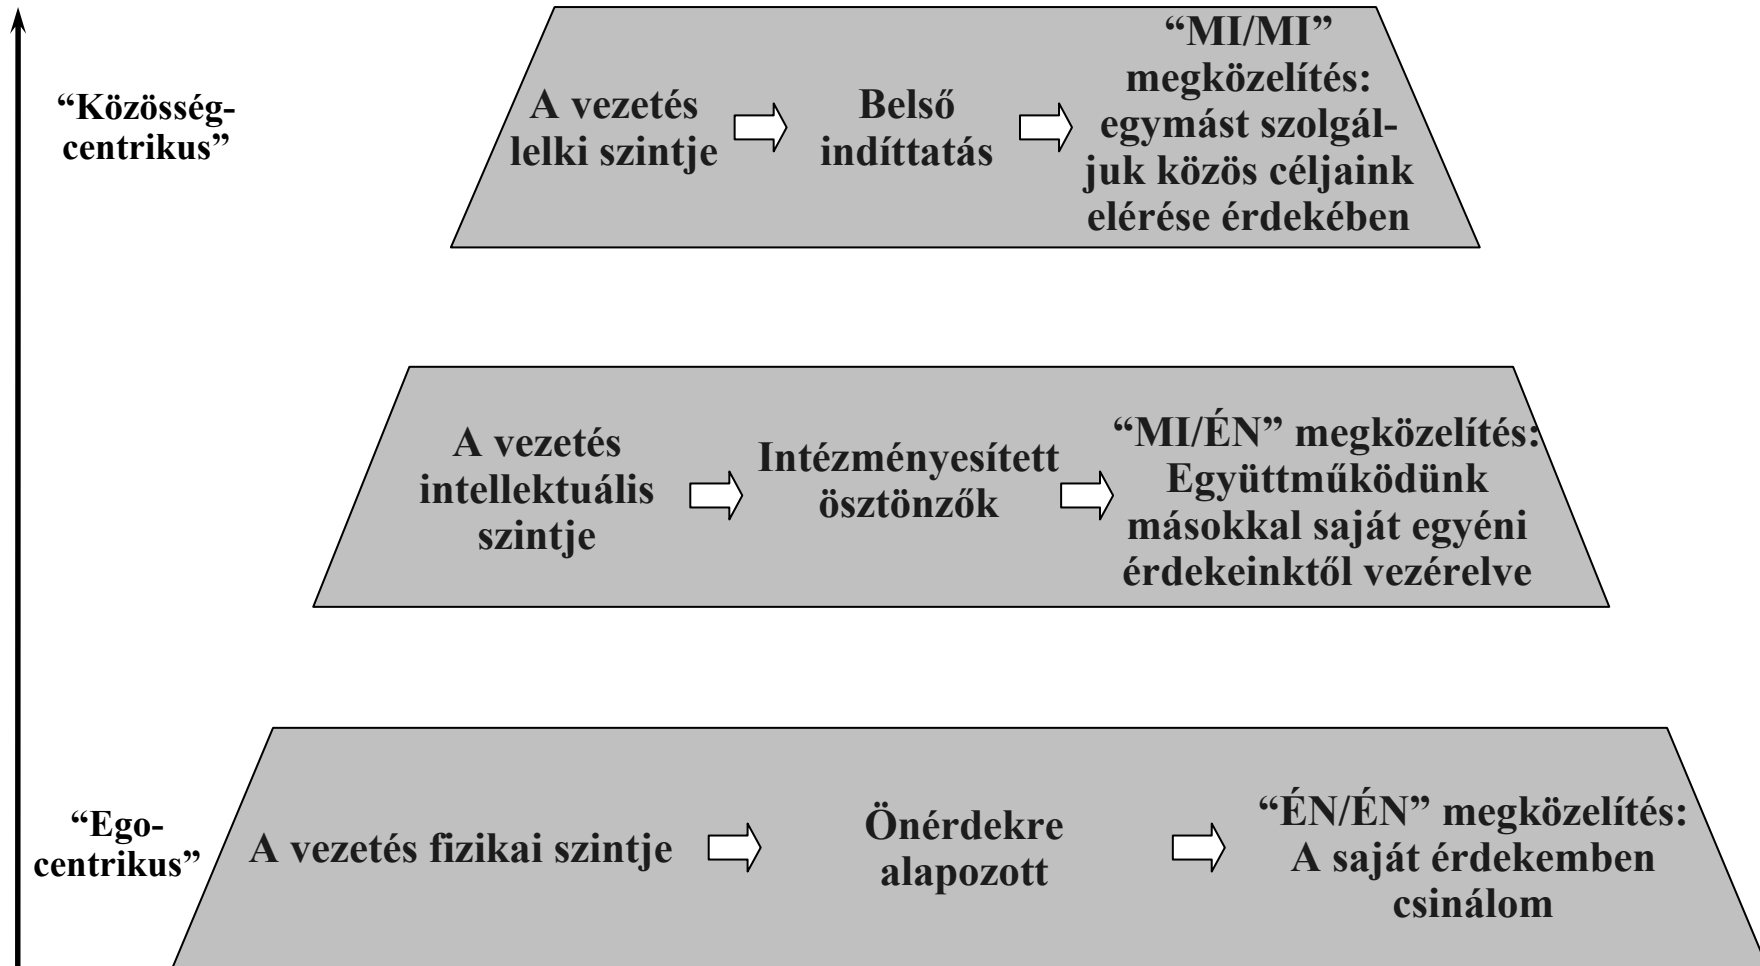 “Közösség-
centrikus”
A vezetés
lelki szintje
Belső
indíttatás
“MI/MI”
megközelítés:
egymást szolgál-
juk közös céljaink
elérése érdekében
A vezetés
intellektuális
szintje
Intézményesített
ösztönzők
“MI/ÉN” megközelítés:
Együttműködünk
másokkal saját egyéni
érdekeinktől vezérelve
“Ego-
centrikus”
A vezetés fizikai szintje
Önérdekre
alapozott
“ÉN/ÉN” megközelítés:
A saját érdekemben
csinálom